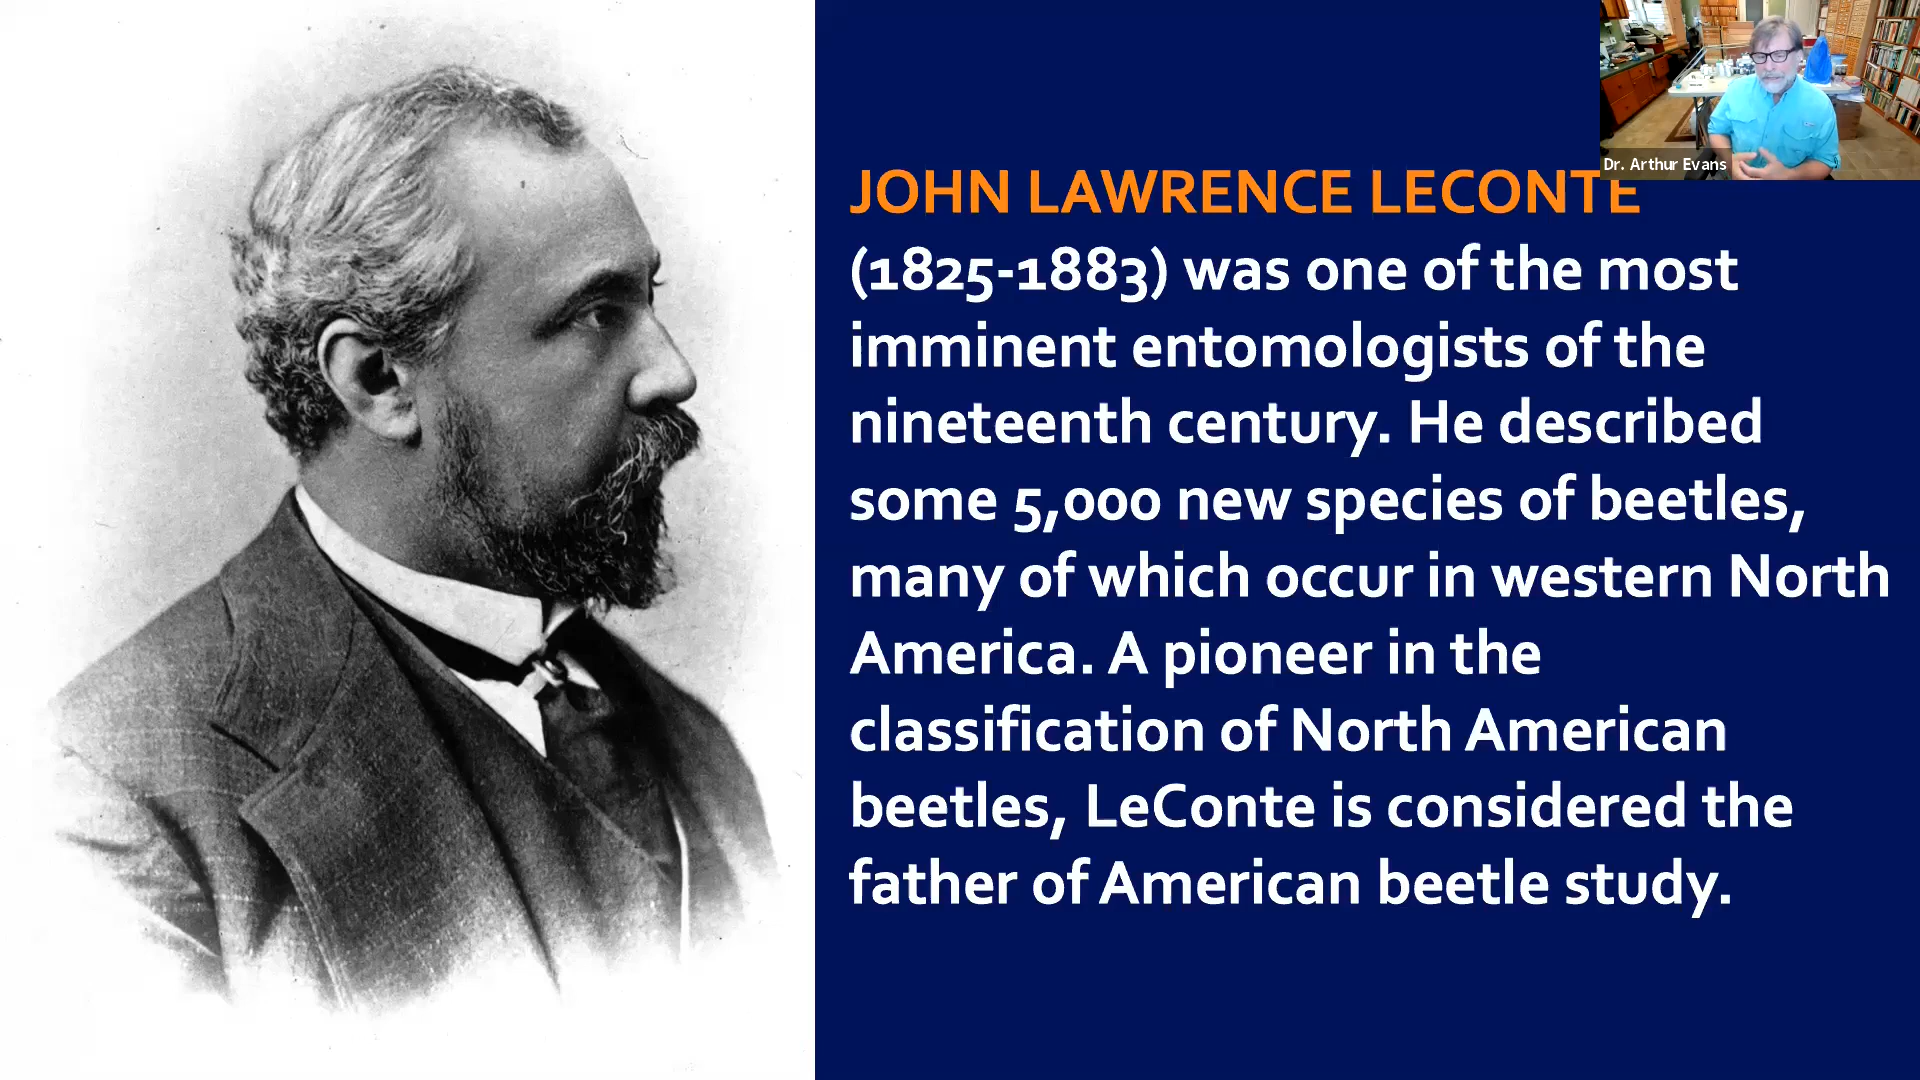 Dr. Arthur Evans
JOHN LAWRENCE LECONTE
(1825-1883) was one of the most
imminent entomologists of the
nineteenth century. He described
some 5,000 new species of beetles,
many of which occur in western North
America. A pioneer in the
classification of North American
beetles, LeConte is considered the
father of American beetle study.